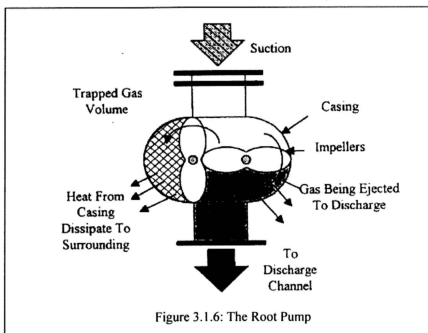 Suction
Trapped Gas
Volume
Casing
Impellers
Heat From
Casing
Dissipate To
Surrounding
Gas Being Ejected
To Discharge
To
Discharge
Channel
Figure 3.1.6: The Root Pump